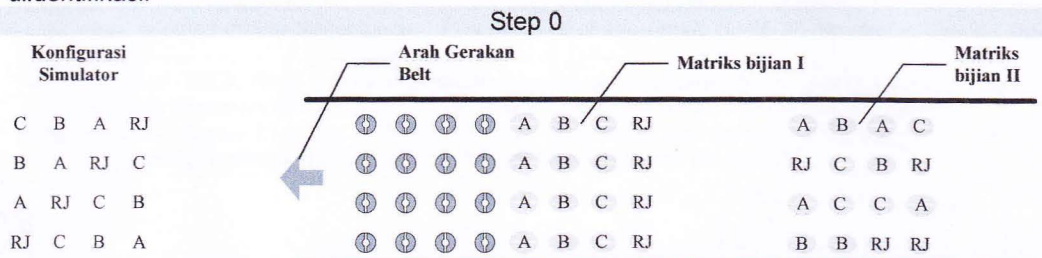 Step 0
Konfigurasi
Simulator
Arah Gerakan
Belt
Matriks bijian I
Matriks
bijian II
C B A RJ A B C RJ A B A C
B A RJ C A B C RJ RJ C B RJ
A RJ C B A B C RJ A C C A
RJ C B A A B C RJ B B RJ RJ